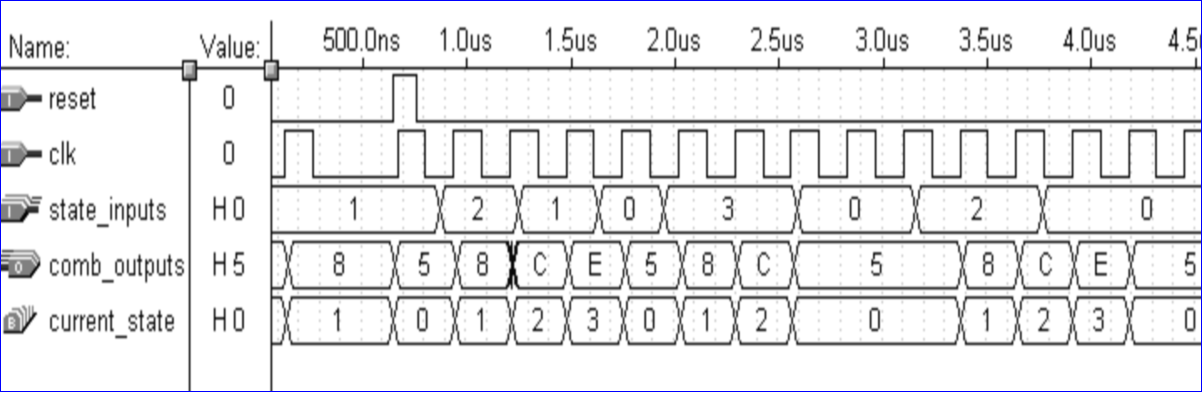 Name: Value: 500.0ns 1.0us 1.5us 2.0us 2.5us 3.0us 3.5us 4.0us 4.5
I reset 0
I clk 0
I state_inputs H 0 1 2 1 0 3 0 2 0
O comb_outputs H 5 8 5 8 C E 5 8 C 5 8 C E 5
B current_state H 0 1 0 1 2 3 0 1 2 0 1 2 3 0